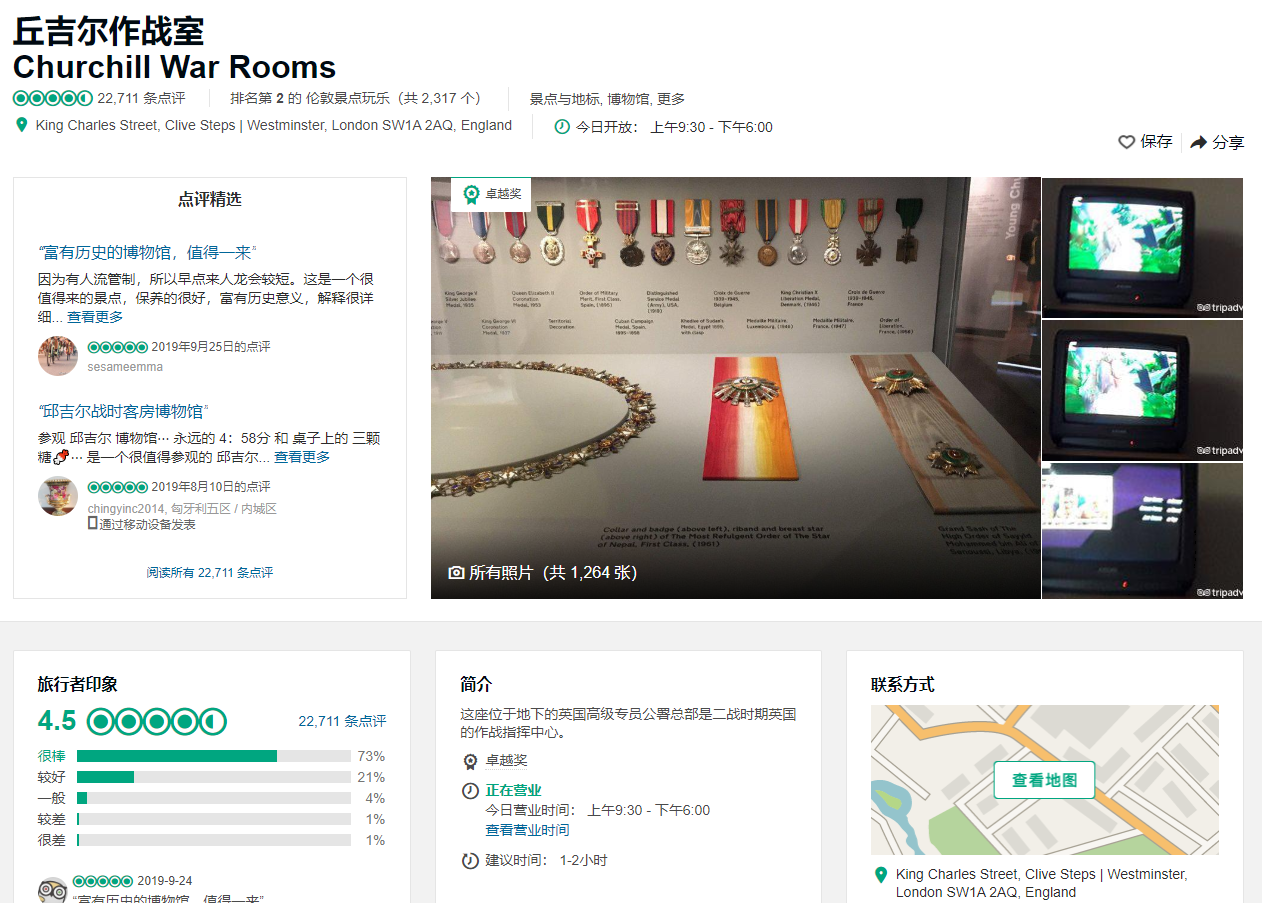 丘吉尔作战室
Churchill War Rooms
22,711 条点评
排名第 2 的 伦敦景点玩乐（共 2,317 个）
景点与地标, 博物馆, 更多
King Charles Street, Clive Steps | Westminster, London SW1A 2AQ, England
今日开放： 上午9:30 - 下午6:00
保存
分享
点评精选
“富有历史的博物馆，值得一来”
因为有人流管制，所以早点来人龙会较短。这是一个很
值得来的景点，保养的很好，富有历史意义，解释很详
细... 查看更多
2019年9月25日的点评
sesameemma
“邱吉尔战时客房博物馆”
参观 邱吉尔 博物馆⋯ 永远的 4：58分 和 桌子上的 三颗
糖⋯ 是一个很值得参观的 邱吉尔... 查看更多
2019年8月10日的点评
chingyinc2014, 匈牙利五区 / 内城区
通过移动设备发表
阅读所有 22,711 条点评
卓越奖
Young Chu
King George V
Silver Jubilee
Medal, 1935
Queen Elizabeth II
Coronation
Medal, 1953
Order of Military
Merit, First Class,
Spain, (1895)
Distinguished
Service Medal
(Army), USA,
(1919)
Croix de Guerre
1939-1945,
Belgium
King Christian X
Liberation Medal,
Denmark, (1946)
Croix de Guerre
1939-1945,
France
King George VI
Coronation
Medal, 1937
Territorial
Decoration
Cuban Campaign
Medal, Spain,
1895-1898
Khedive of Sudan's
Medal, Egypt 1899,
with clasp
Medaille Militaire,
Luxembourg, (1945)
Medaille Militaire,
France, (1947)
Order of
Liberation,
France, (1958)
Collar and badge (above left), riband and breast star
(above right) of The Most Refulgent Order of The Star
of Nepal, First Class, (1961)
Grand Sash of The
High Order of Sayyid
Mohammed bin Ali
所有照片（共 1,264 张）
tripadv
tripadv
tripadv
旅行者印象
4.5
22,711 条点评
很棒 73%
较好 21%
一般 4%
较差 1%
很差 1%
2019-9-24
“富有历史的博物馆，值得一来”
简介
这座位于地下的英国高级专员公署总部是二战时期英国
的作战指挥中心。
卓越奖
正在营业
今日营业时间： 上午9:30 - 下午6:00
查看营业时间
建议时间： 1-2小时
联系方式
查看地图
King Charles Street, Clive Steps | Westminster,
London SW1A 2AQ, England